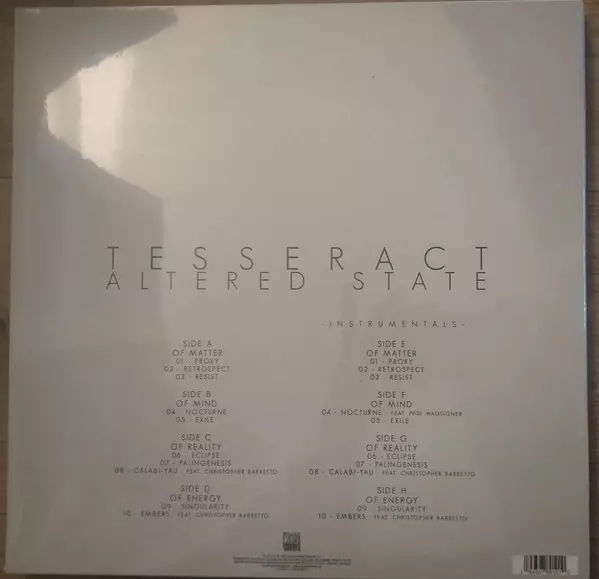 TESSERACT
ALTERED STATE
-INSTRUMENTALS-
SIDE A
OF MATTER
01 - PROXY
02 - RETROSPECT
03 - RESIST
SIDE B
OF MIND
04 - NOCTURNE
05 - EXILE
SIDE C
OF REALITY
06 - ECLIPSE
07 - PALINGENESIS
08 - CALABI-YAU FEAT. CHRISTOPHER BARRETTO
SIDE D
OF ENERGY
09 - SINGULARITY
10 - EMBERS FEAT. CHRISTOPHER BARRETTO
SIDE E
OF MATTER
01 - PROXY
02 - RETROSPECT
03 - RESIST
SIDE F
OF MIND
04 - NOCTURNE - FEAT. PAUL WAGGONER
05 - EXILE
SIDE G
OF REALITY
06 - ECLIPSE
07 - PALINGENESIS
08 - CALABI-YAU FEAT. CHRISTOPHER BARRETTO
SIDE H
OF ENERGY
09 - SINGULARITY
10 - EMBERS FEAT. CHRISTOPHER BARRETTO